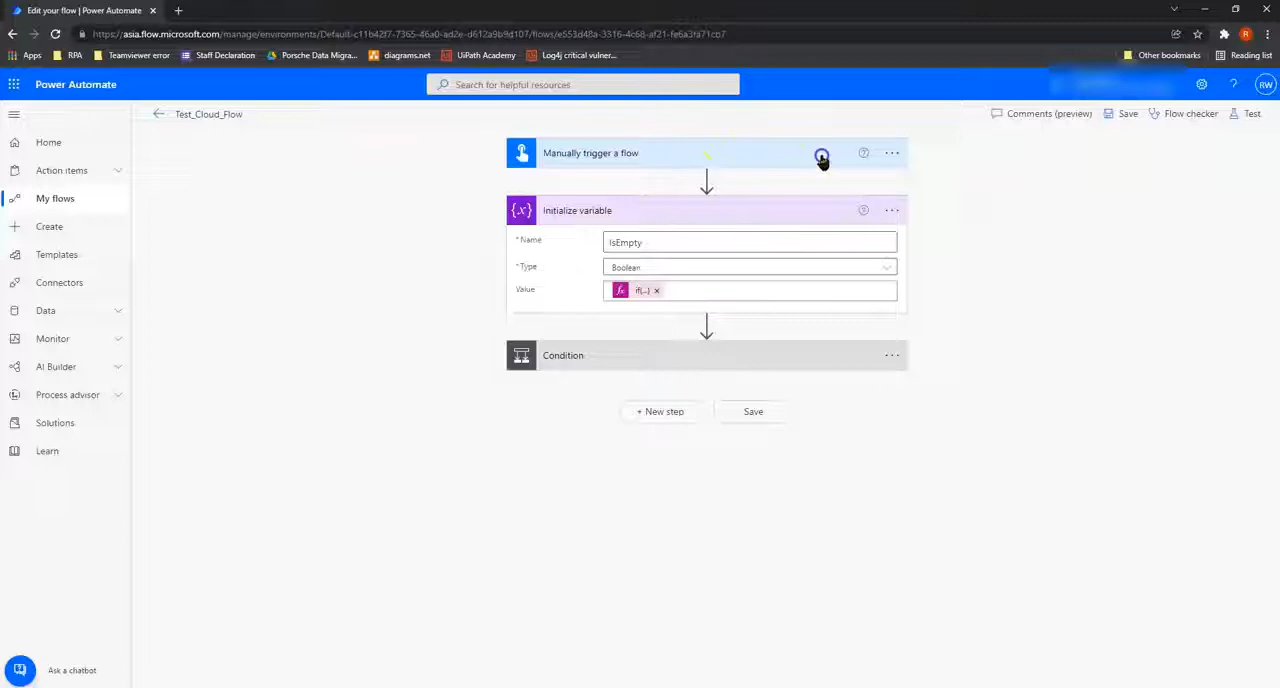 Edit your flow | Power Automate
https://asia.flow.microsoft.com/manage/environments/Default-c11b42f7-7365-46a0-ad2e-d612a9b9d107/flows/e553d48a-3316-4c68-af21-fe6a3fa71cb7
Apps RPA Teamviewer error Staff Declaration Porsche Data Migra... diagrams.net UiPath Academy Log4j critical vulner... Other bookmarks Reading list
Power Automate Search for helpful resources ? RW
Test_Cloud_Flow Comments (preview) Save Flow checker Test
Home
Action items
My flows
Create
Templates
Connectors
Data
Monitor
AI Builder
Process advisor
Solutions
Learn
Ask a chatbot
Manually trigger a flow
{x} Initialize variable
* Name IsEmpty
* Type Boolean
Value fx if(...) ×
Condition
+ New step Save